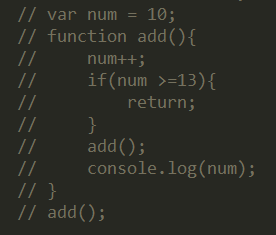 // var num = 10;
// function add(){
//     num++;
//     if(num >=13){
//         return;
//     }
//     add();
//     console.log(num);
// }
// add();